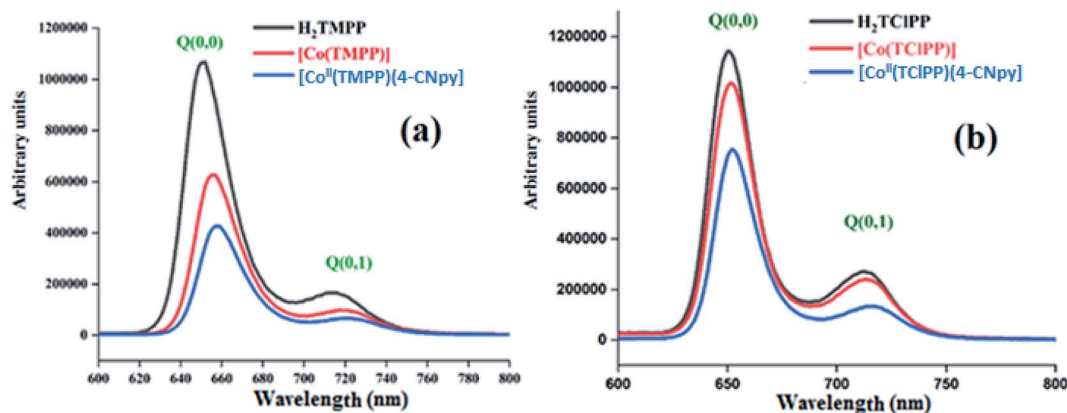 1200000
1000000
800000
600000
400000
200000
0
Arbitrary units
Q(0,0)
H₂TMPP
[Co(TMPP)]
[Coᴵᴵ(TMPP)(4-CNpy]
(a)
Q(0,1)
600 620 640 660 680 700 720 740 760 780 800
Wavelength (nm)
1200000
1000000
800000
600000
400000
200000
0
Arbitrary units
Q(0,0)
H₂TClPP
[Co(TClPP)]
[Coᴵᴵ(TClPP)(4-CNpy]
(b)
Q(0,1)
600 650 700 750 800
Wavelength (nm)